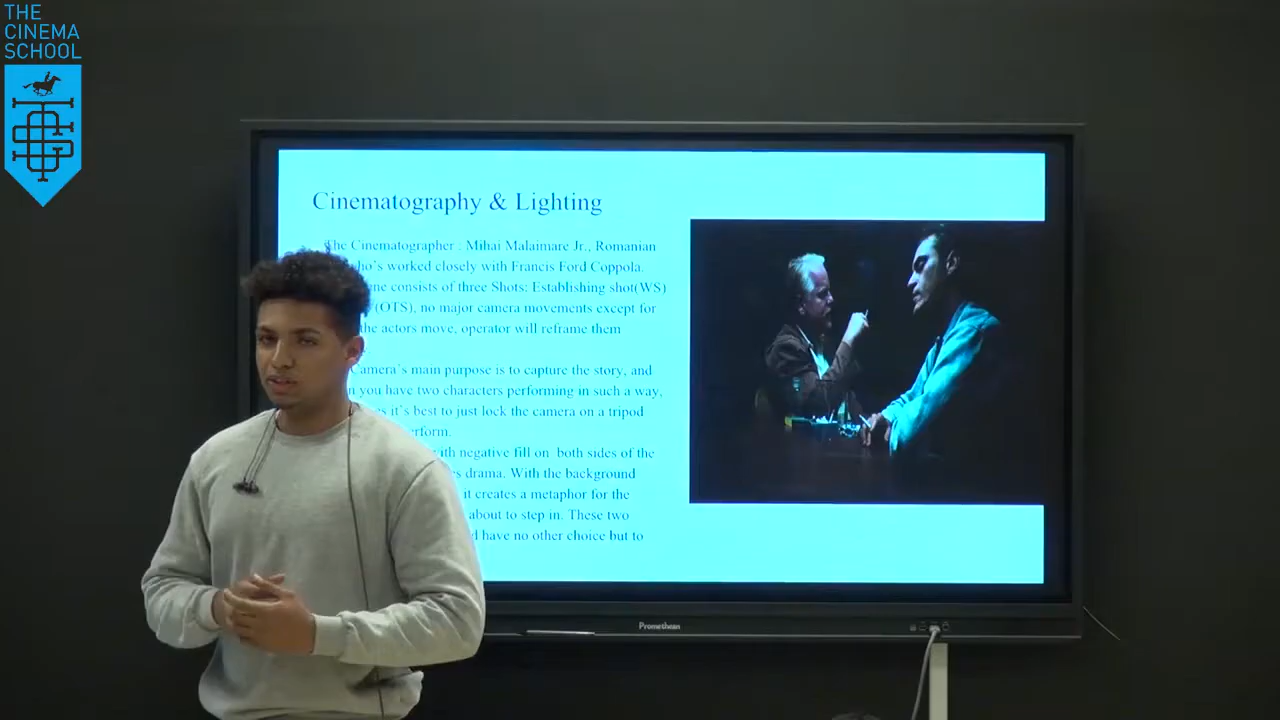 THE
CINEMA
SCHOOL
Cinematography & Lighting
The Cinematographer : Mihai Malaimare Jr., Romanian
who's worked closely with Francis Ford Coppola.
consists of three Shots: Establishing shot(WS)
(OTS), no major camera movements except for
the actors move, operator will reframe them
Camera's main purpose is to capture the story, and
you have two characters performing in such a way,
it's best to just lock the camera on a tripod
with negative fill on both sides of the
drama. With the background
it creates a metaphor for the
about to step in. These two
have no other choice but to
Promethean